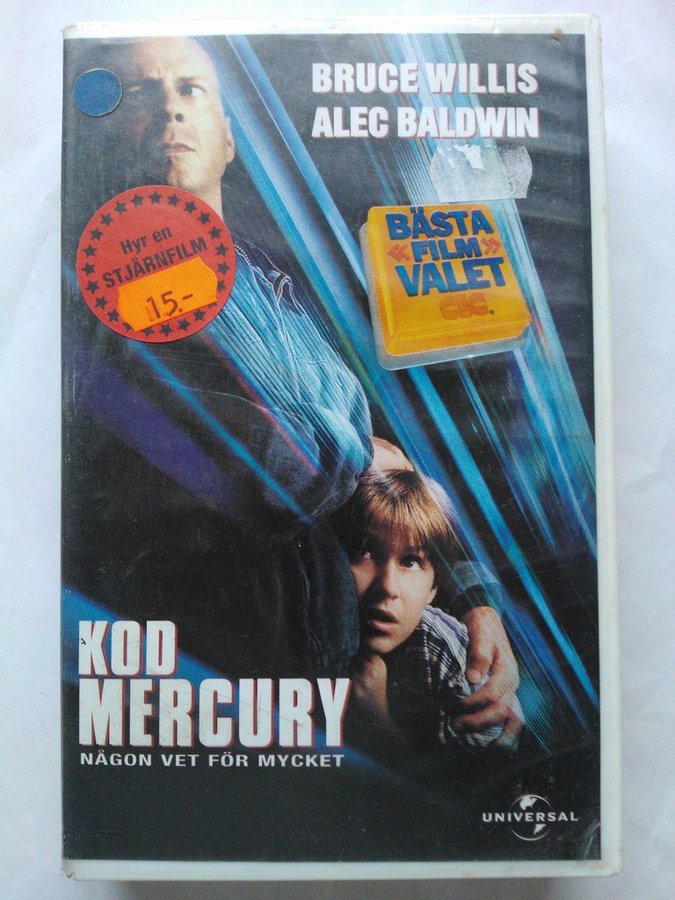 BRUCE WILLIS
ALEC BALDWIN
Hyr en
STJÄRNFILM
15.-
BÄSTA
«FILM»
VALET
CIC®
KOD
MERCURY
NÅGON VET FÖR MYCKET
UNIVERSAL